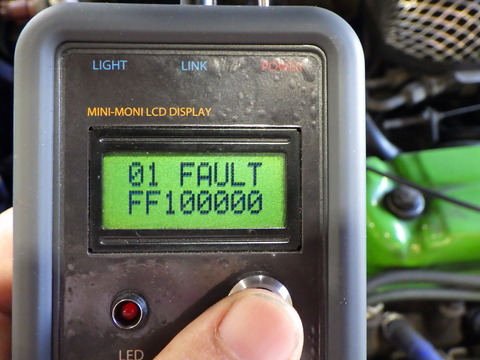 LIGHT LINK POWER
MINI-MONI LCD DISPLAY
01 FAULT
FF100000
LED